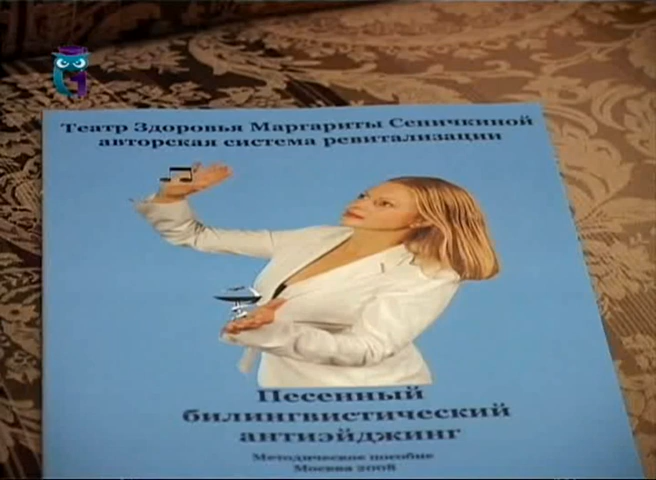 Театр Здоровья Маргариты Сеничкиной
авторская система ревитализации
Песенный
билингвистический
антиэйджинг
Методическое пособие
Москва 2008